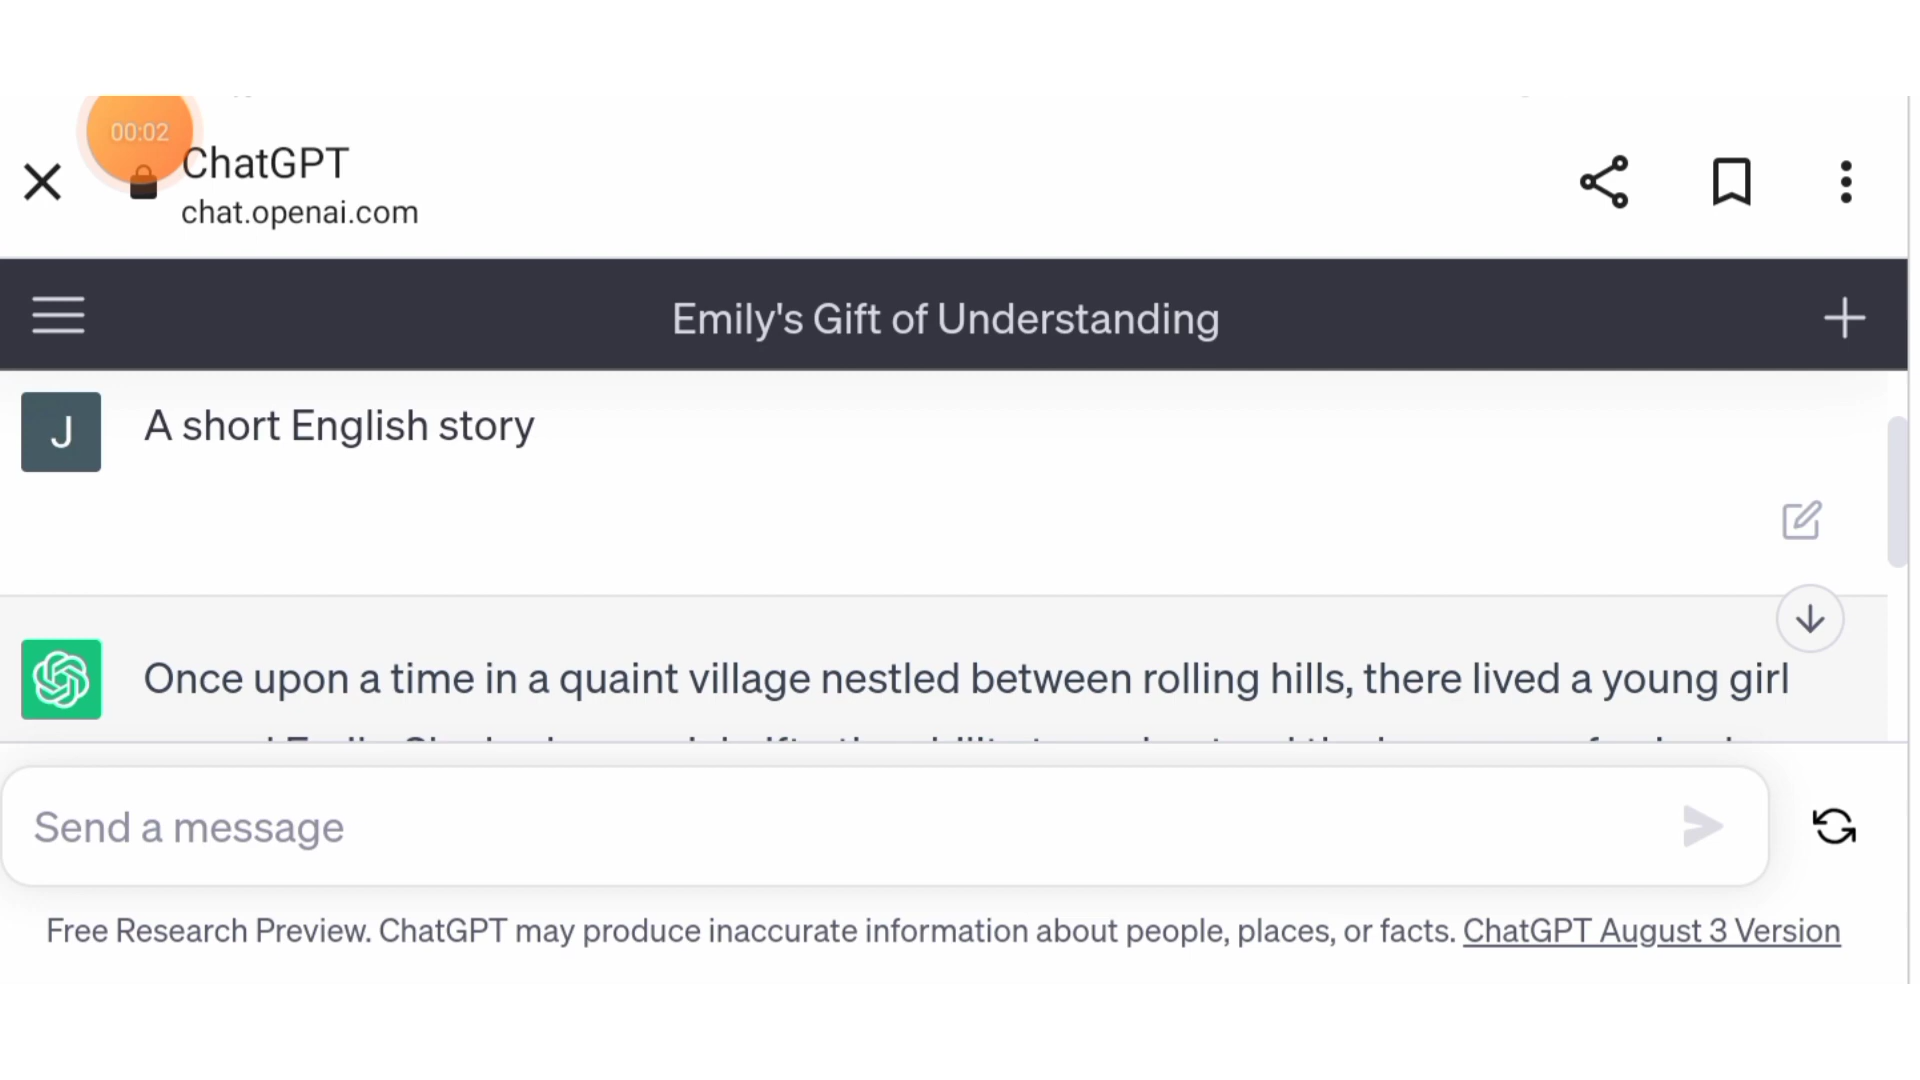 00:02
ChatGPT
chat.openai.com
Emily's Gift of Understanding
J
A short English story
Once upon a time in a quaint village nestled between rolling hills, there lived a young girl
Send a message
Free Research Preview. ChatGPT may produce inaccurate information about people, places, or facts. ChatGPT August 3 Version